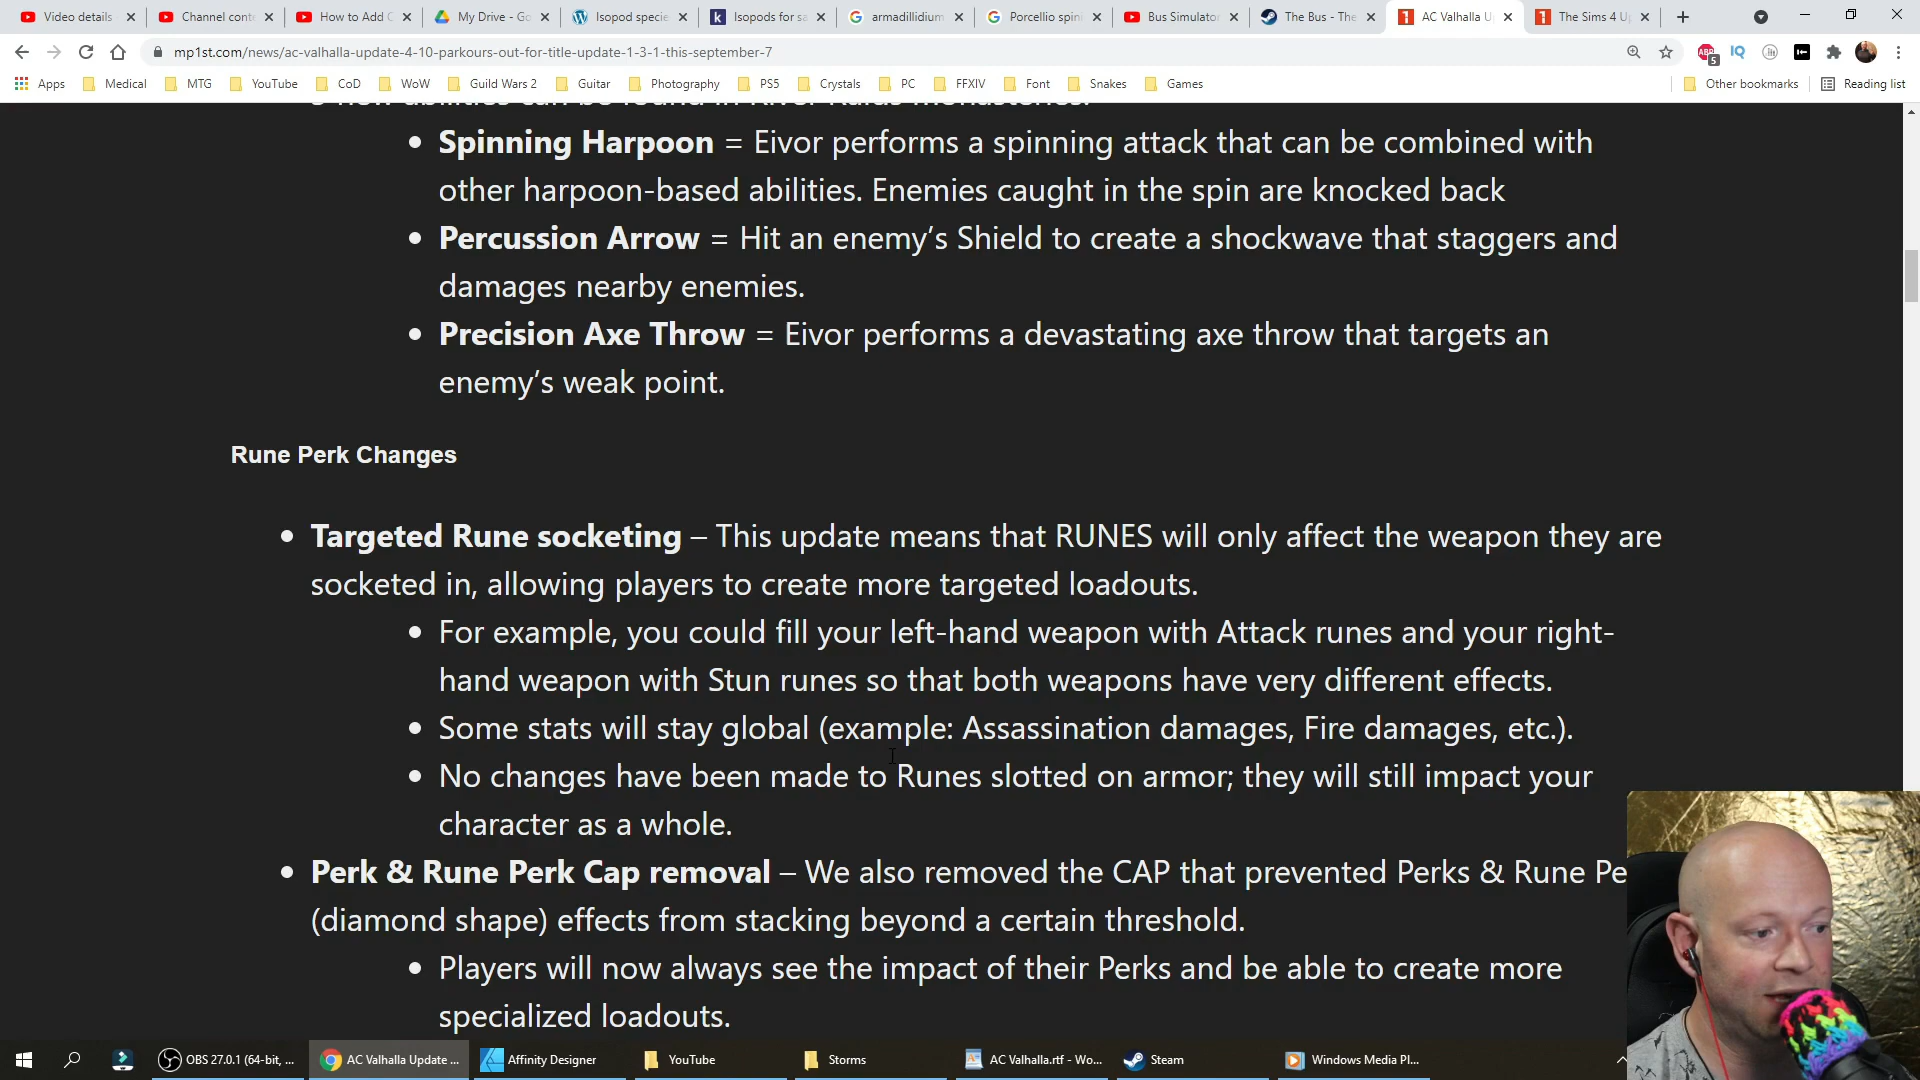 Video details
Channel conte
How to Add C
My Drive - Go
Isopod specie
Isopods for sa
armadillidium
Porcellio spin
Bus Simulator
The Bus - The
AC Valhalla U
The Sims 4 U
mp1st.com/news/ac-valhalla-update-4-10-parkours-out-for-title-update-1-3-1-this-september-7
Apps Medical MTG YouTube CoD WoW Guild Wars 2 Guitar Photography PS5 Crystals PC FFXIV Font Snakes Games Other bookmarks Reading list
3 new abilities can be found in River Raids monasteries.
• Spinning Harpoon = Eivor performs a spinning attack that can be combined with
other harpoon-based abilities. Enemies caught in the spin are knocked back
• Percussion Arrow = Hit an enemy’s Shield to create a shockwave that staggers and
damages nearby enemies.
• Precision Axe Throw = Eivor performs a devastating axe throw that targets an
enemy’s weak point.
Rune Perk Changes
• Targeted Rune socketing – This update means that RUNES will only affect the weapon they are
socketed in, allowing players to create more targeted loadouts.
• For example, you could fill your left-hand weapon with Attack runes and your right-
hand weapon with Stun runes so that both weapons have very different effects.
• Some stats will stay global (example: Assassination damages, Fire damages, etc.).
• No changes have been made to Runes slotted on armor; they will still impact your
character as a whole.
• Perk & Rune Perk Cap removal – We also removed the CAP that prevented Perks & Rune Pe
(diamond shape) effects from stacking beyond a certain threshold.
• Players will now always see the impact of their Perks and be able to create more
specialized loadouts.
OBS 27.0.1 (64-bit, ...
AC Valhalla Update ...
Affinity Designer
YouTube
Storms
AC Valhalla.rtf - Wo...
Steam
Windows Media Pl...